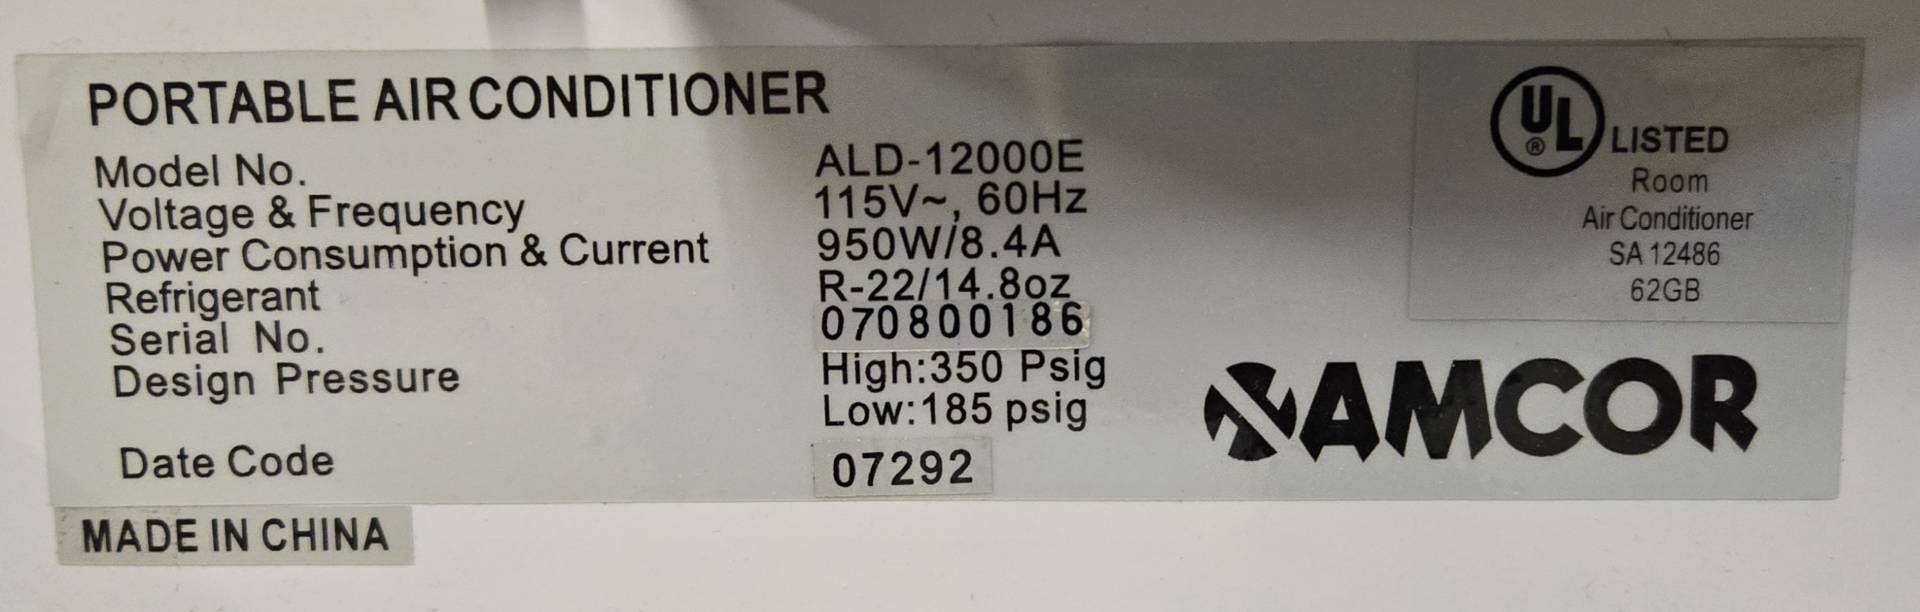 PORTABLE AIR CONDITIONER
Model No. ALD-12000E
Voltage & Frequency 115V~, 60Hz
Power Consumption & Current 950W/8.4A
Refrigerant R-22/14.8oz
Serial No. 070800186
Design Pressure High:350 Psig
Low:185 psig
Date Code 07292
MADE IN CHINA
UL ® LISTED
Room
Air Conditioner
SA 12486
62GB
AMCOR